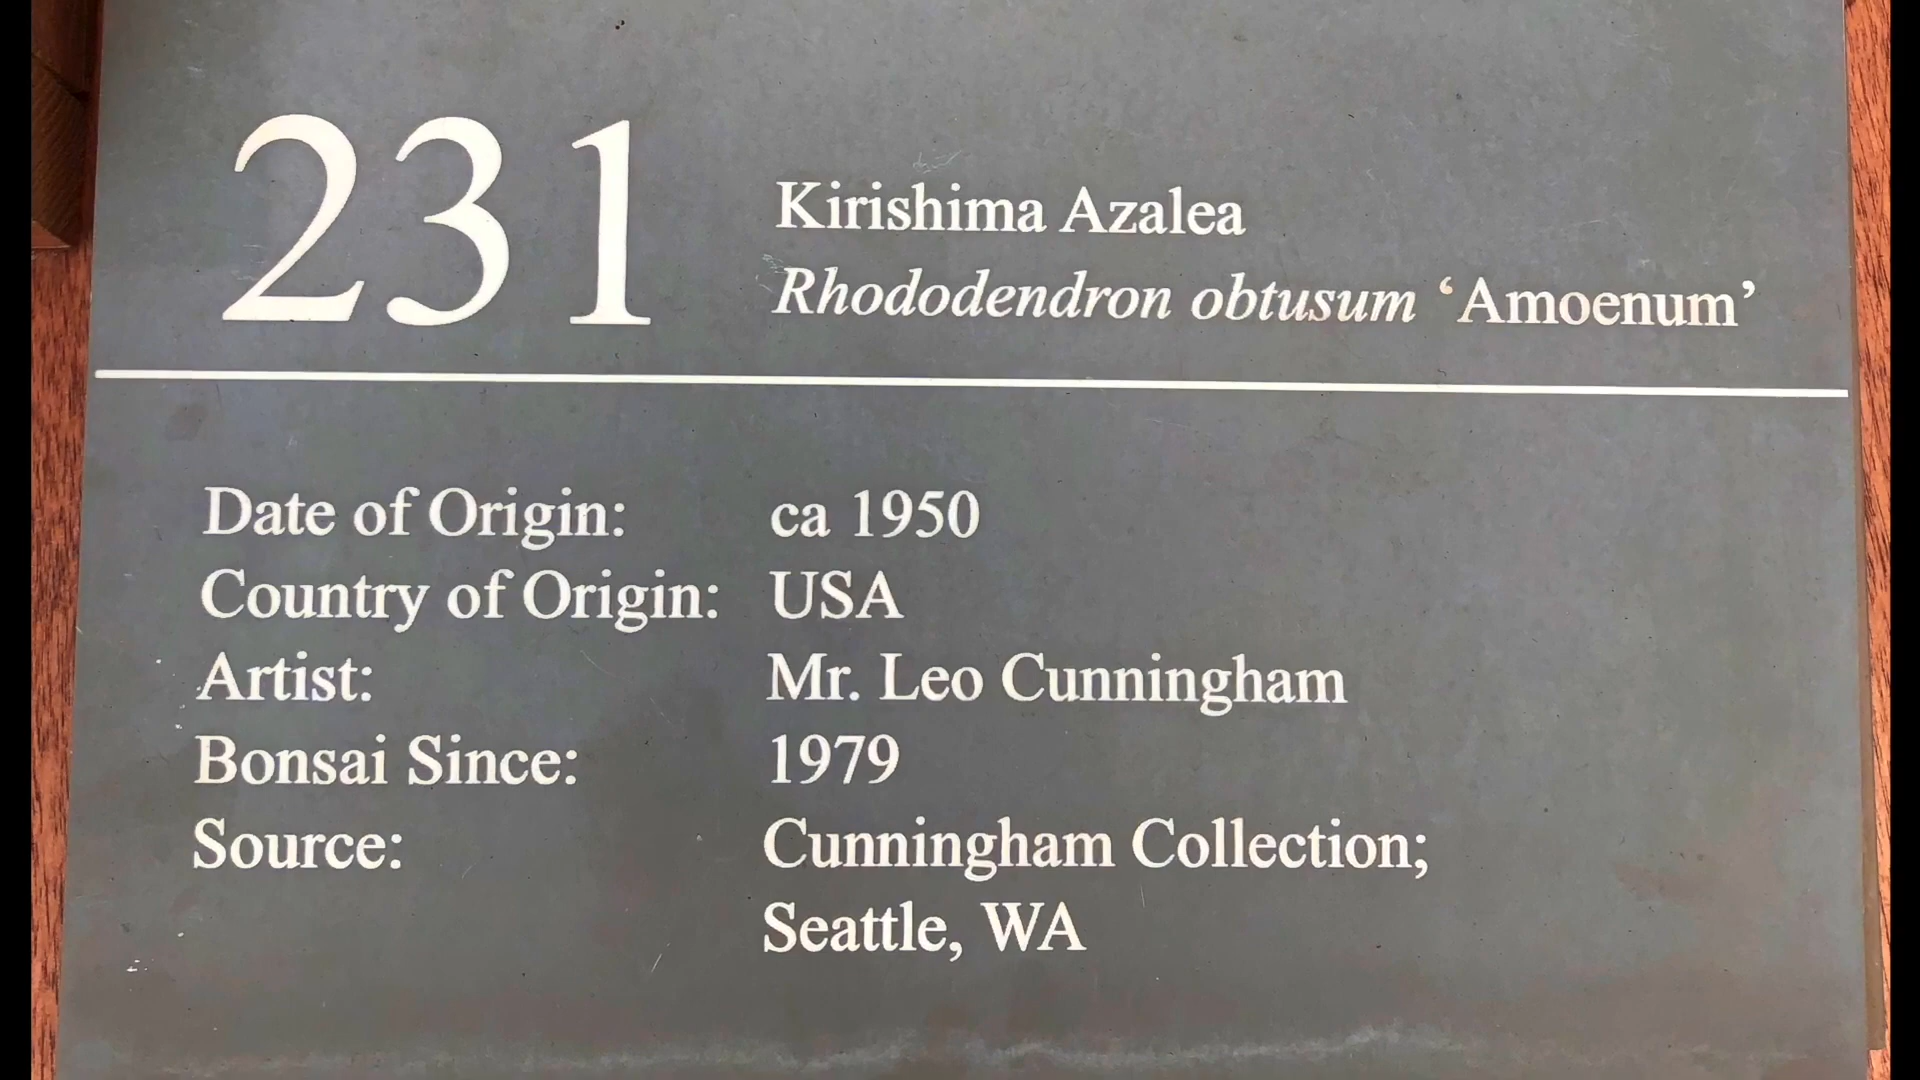 231 Kirishima Azalea
Rhododendron obtusum ‘Amoenum’
Date of Origin: ca 1950
Country of Origin: USA
Artist: Mr. Leo Cunningham
Bonsai Since: 1979
Source: Cunningham Collection;
Seattle, WA